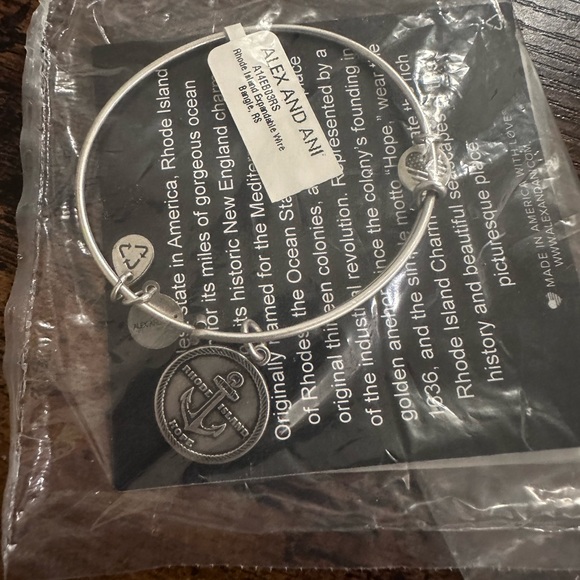 ALEX AND ANI
A14EB03RS
Rhode Island Expandable Wire
Bangle, RS
state in America, Rhode Island
for its miles of gorgeous ocean
its historic New England
Originally named for the
of Rhodes, the Ocean
original thirteen colonies, Represented by a
of the industrial revolution.
golden anchor since the colony's founding in
1636, and the motto "Hope," wear the
Rhode Island Charm
history and beautiful seascapes
picturesque place.
MADE IN AMERICA WITH LOVE
WWW.ALEXANDANI.COM
RHODE ISLAND
HOPE